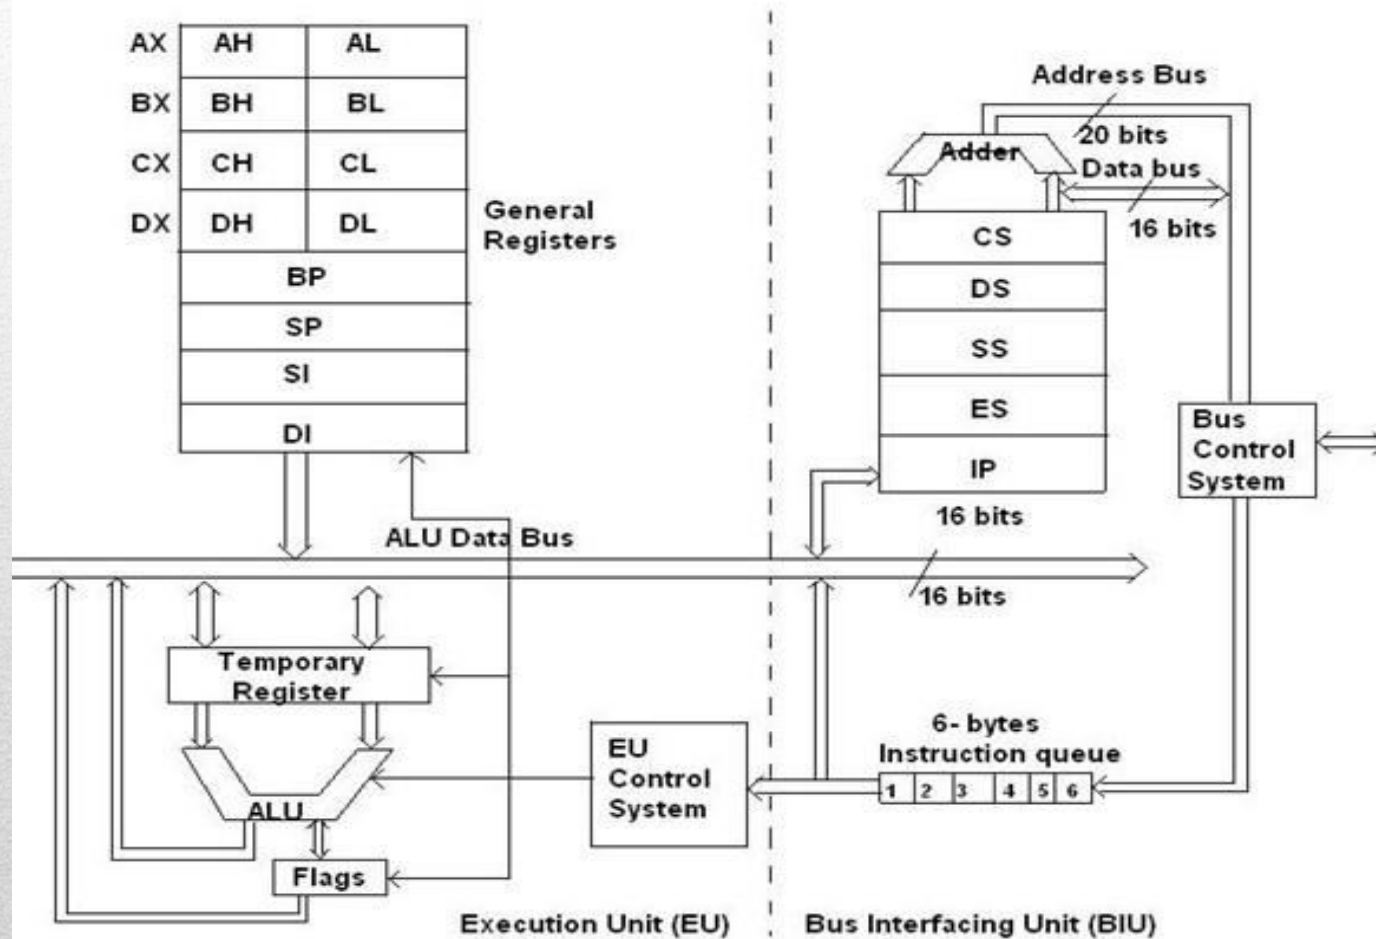 AX AH AL
BX BH BL
CX CH CL
DX DH DL
BP
SP
SI
DI
General
Registers
ALU Data Bus
Temporary
Register
ALU
Flags
EU
Control
System
Execution Unit (EU)
Address Bus
20 bits
Adder
Data bus
16 bits
CS
DS
SS
ES
IP
16 bits
16 bits
Bus
Control
System
6- bytes
Instruction queue
1 2 3 4 5 6
Bus Interfacing Unit (BIU)